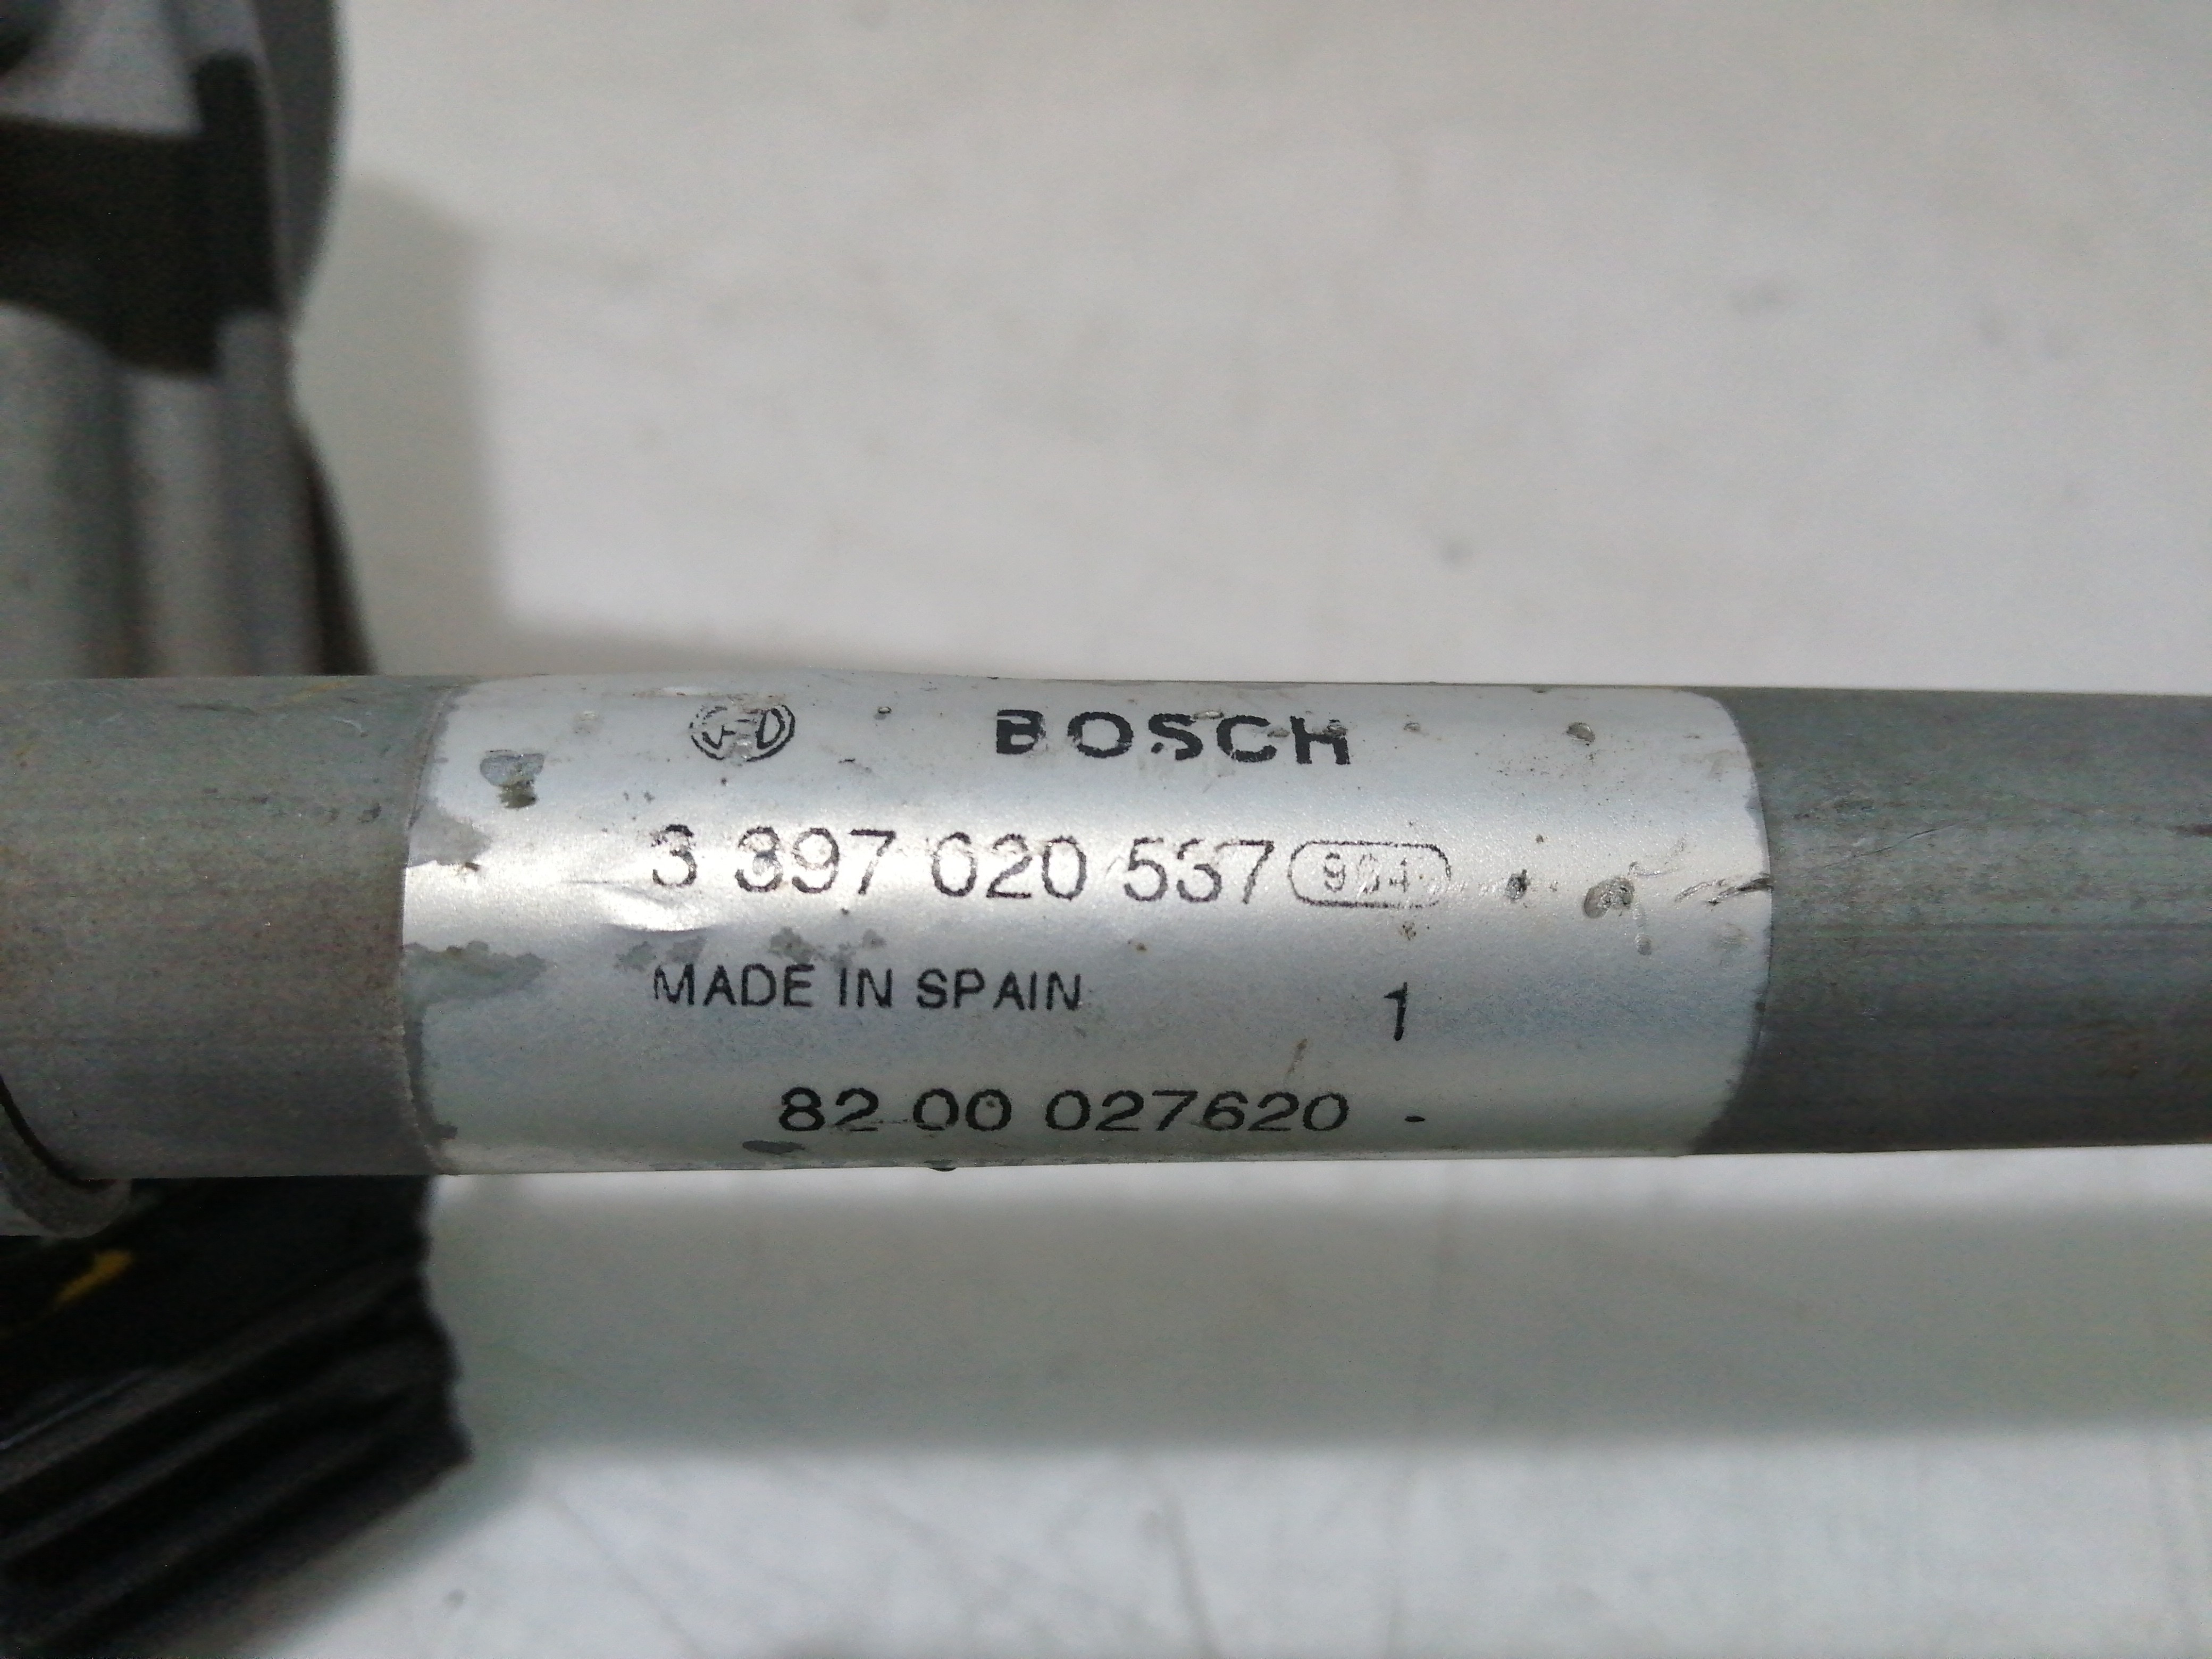 BOSCH
3 397 020 537
MADE IN SPAIN 1
82 00 027620 -